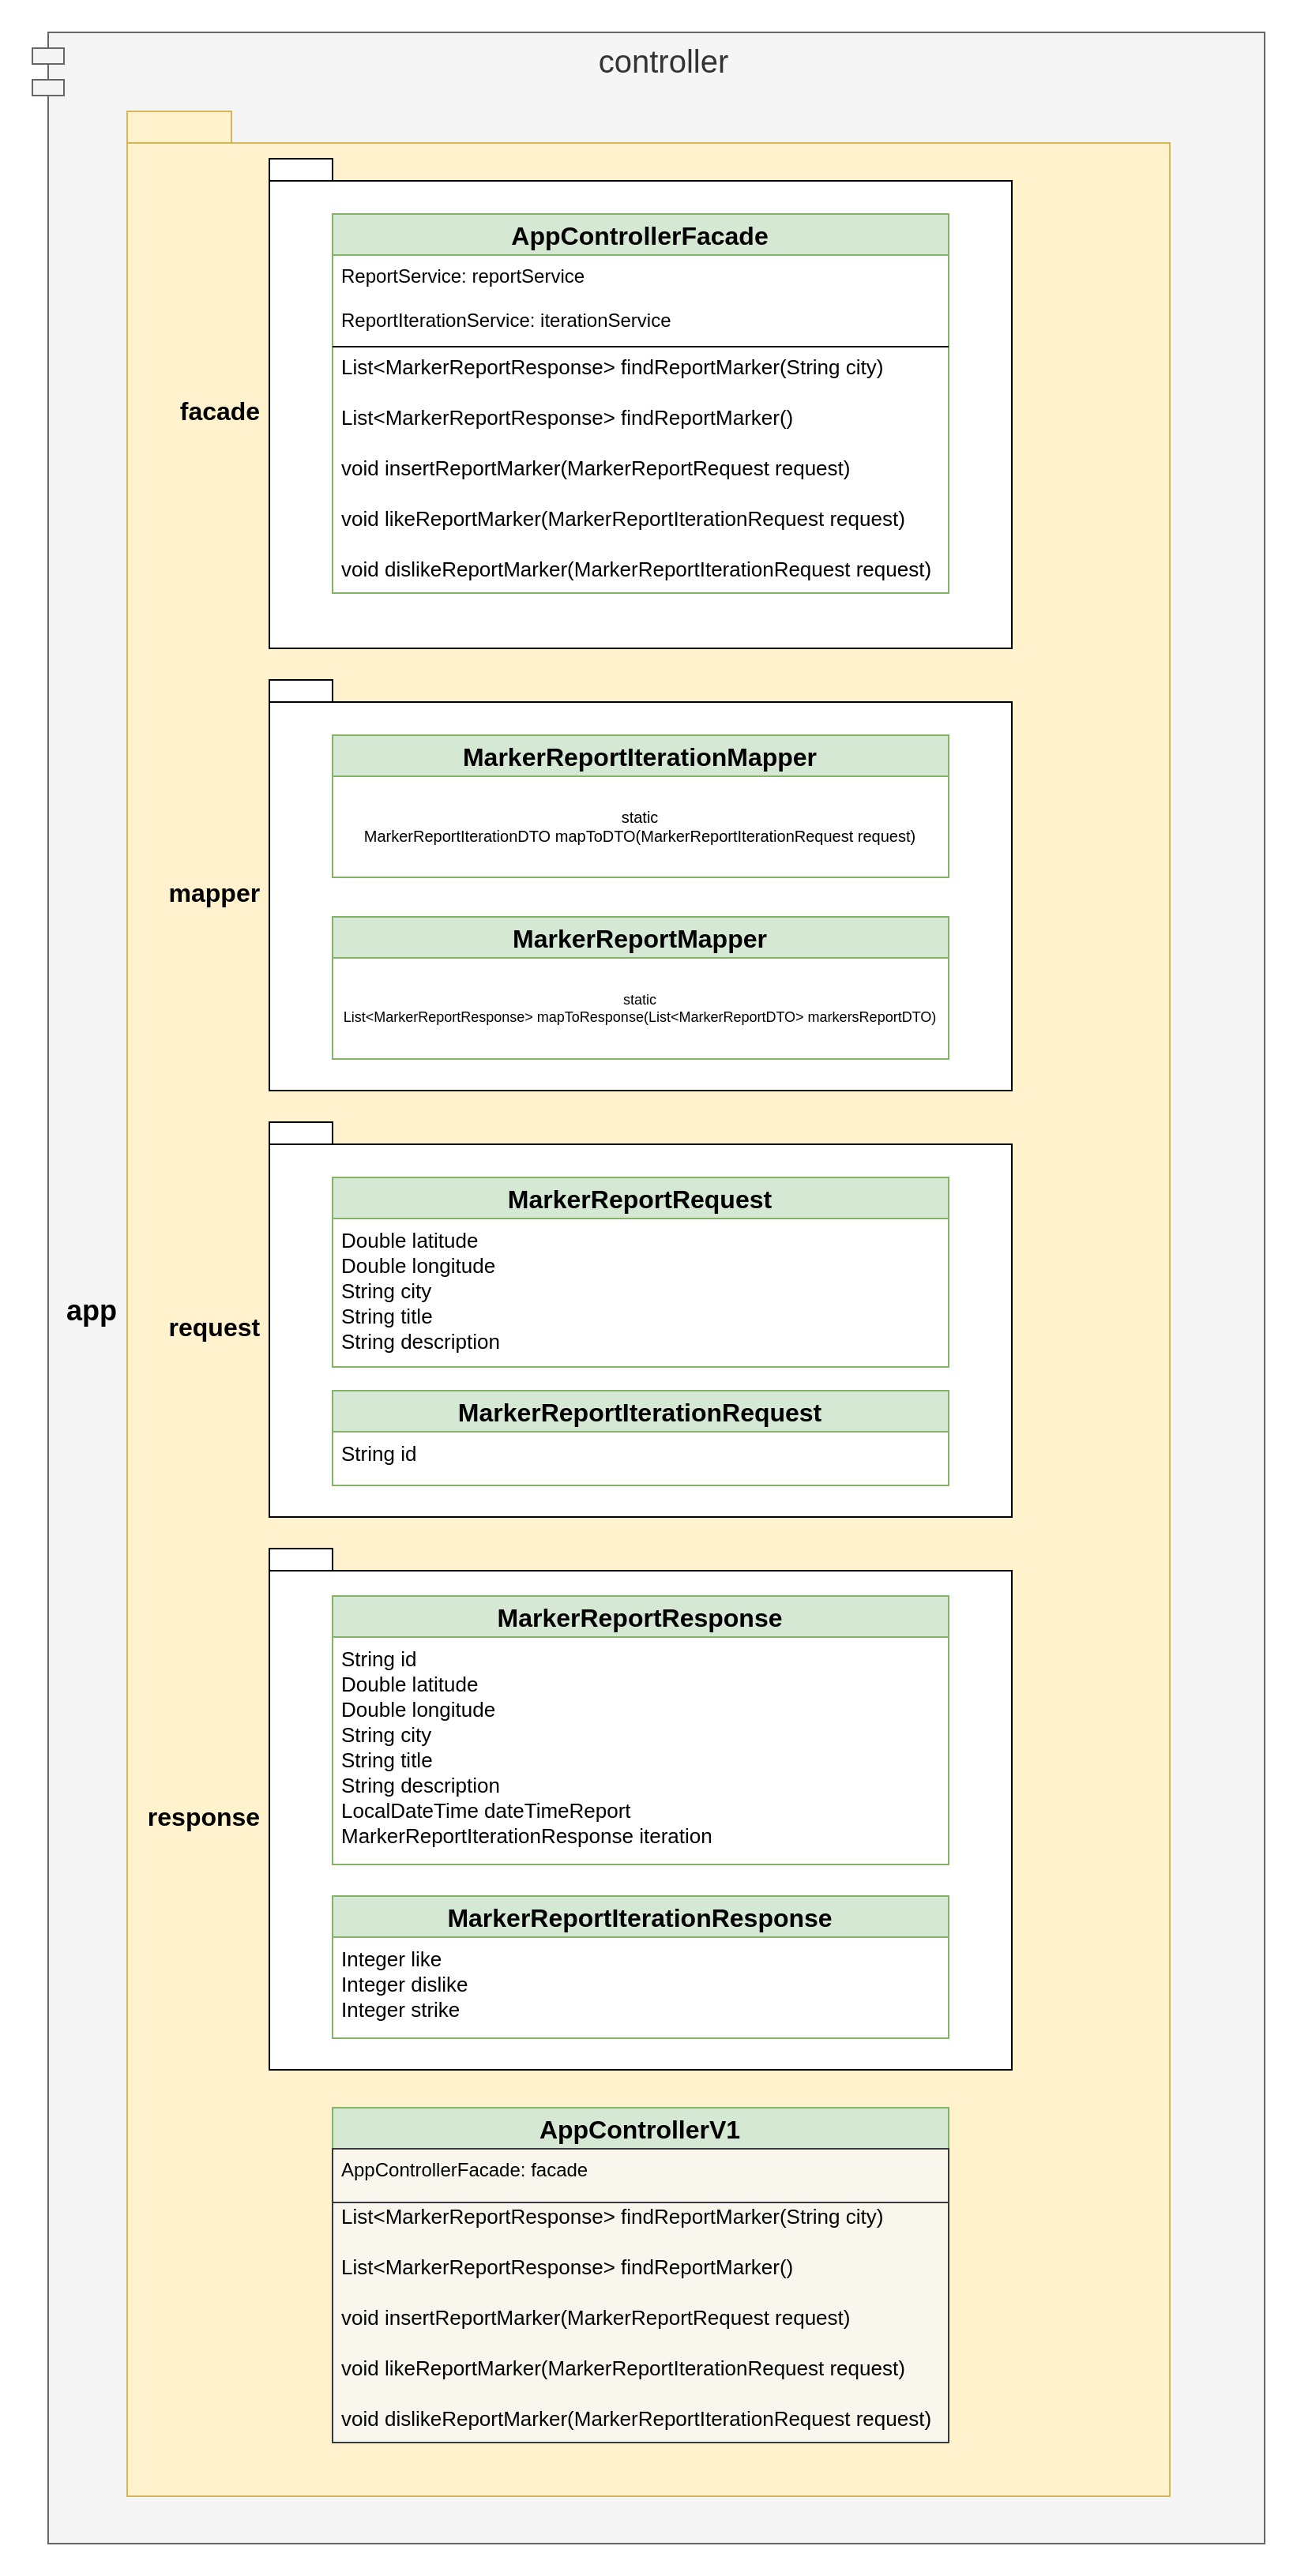 controller
AppControllerFacade
ReportService: reportService
ReportIterationService: iterationService
List<MarkerReportResponse> findReportMarker(String city)
facade
List<MarkerReportResponse> findReportMarker()
void insertReportMarker(MarkerReportRequest request)
void likeReportMarker(MarkerReportIterationRequest request)
void dislikeReportMarker(MarkerReportIterationRequest request)
MarkerReportIterationMapper
static
MarkerReportIterationDTO mapToDTO(MarkerReportIterationRequest request)
mapper
MarkerReportMapper
static
List<MarkerReportResponse> mapToResponse(List<MarkerReportDTO> markersReportDTO)
MarkerReportRequest
Double latitude
Double longitude
String city
app
String title
request
String description
MarkerReportIterationRequest
String id
MarkerReportResponse
String id
Double latitude
Double longitude
String city
String title
String description
LocalDateTime dateTimeReport
response
MarkerReportIterationResponse iteration
MarkerReportIterationResponse
Integer like
Integer dislike
Integer strike
AppControllerV1
AppControllerFacade: facade
List<MarkerReportResponse> findReportMarker(String city)
List<MarkerReportResponse> findReportMarker()
void insertReportMarker(MarkerReportRequest request)
void likeReportMarker(MarkerReportIterationRequest request)
void dislikeReportMarker(MarkerReportIterationRequest request)